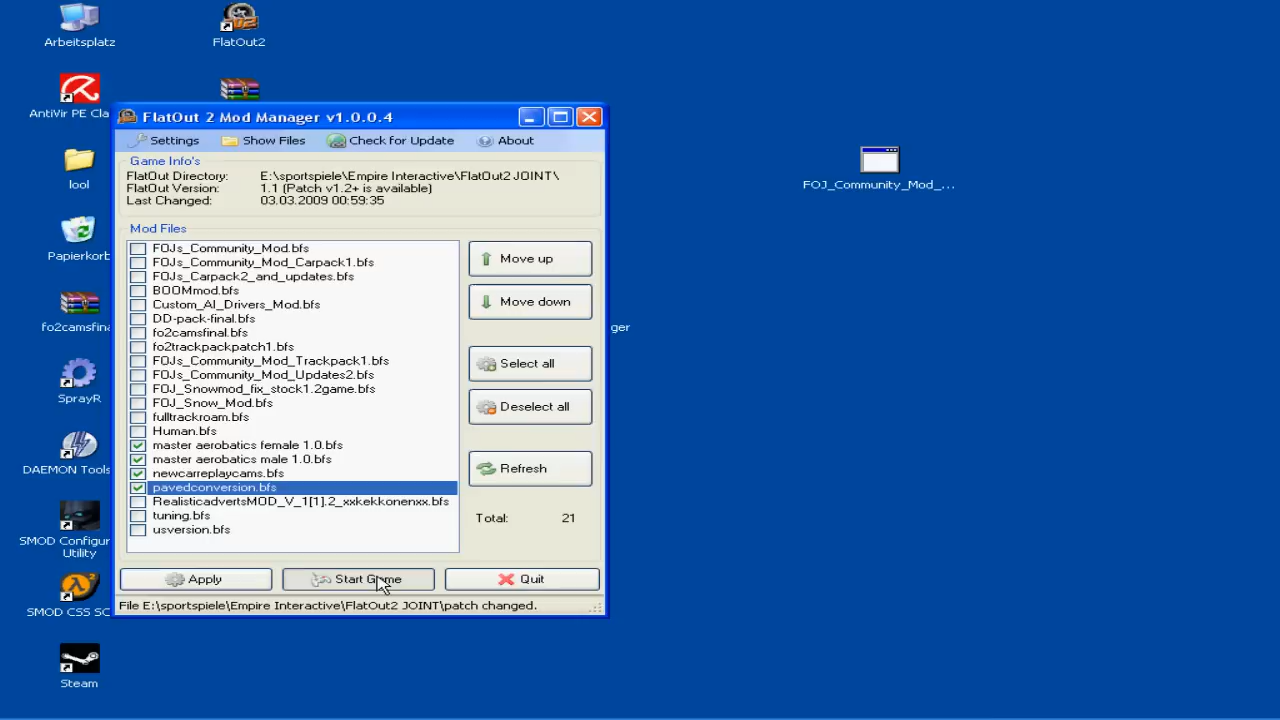 Arbeitsplatz
FlatOut2
AntiVir PE Cla
FlatOut 2 Mod Manager v1.0.0.4
Settings
Show Files
Check for Update
About
Game Info's
FlatOut Directory: E:\sportspiele\Empire Interactive\FlatOut2 JOINT\
FlatOut Version: 1.1 (Patch v1.2+ is available)
Last Changed: 03.03.2009 00:59:35
lool
FOJ_Community_Mod_...
Mod Files
FOJs_Community_Mod.bfs
FOJs_Community_Mod_Carpack1.bfs
FOJs_Carpack2_and_updates.bfs
BOOMmod.bfs
Custom_AI_Drivers_Mod.bfs
DD-pack-final.bfs
fo2camsfinal.bfs
fo2trackpackpatch1.bfs
FOJs_Community_Mod_Trackpack1.bfs
FOJs_Community_Mod_Updates2.bfs
FOJ_Snowmod_fix_stock1.2game.bfs
FOJ_Snow_Mod.bfs
fulltrackroam.bfs
Human.bfs
master aerobatics female 1.0.bfs
master aerobatics male 1.0.bfs
newcarreplaycams.bfs
pavedconversion.bfs
RealisticadvertsMOD_V_1[1].2_xxkekkonenxx.bfs
tuning.bfs
usversion.bfs
Move up
Move down
Select all
Deselect all
Refresh
Total: 21
Papierkorb
fo2camsfina
ger
SprayR
DAEMON Tools
SMOD Configur
Utility
SMOD CSS SC
Steam
Apply
Start Game
Quit
File E:\sportspiele\Empire Interactive\FlatOut2 JOINT\patch changed.